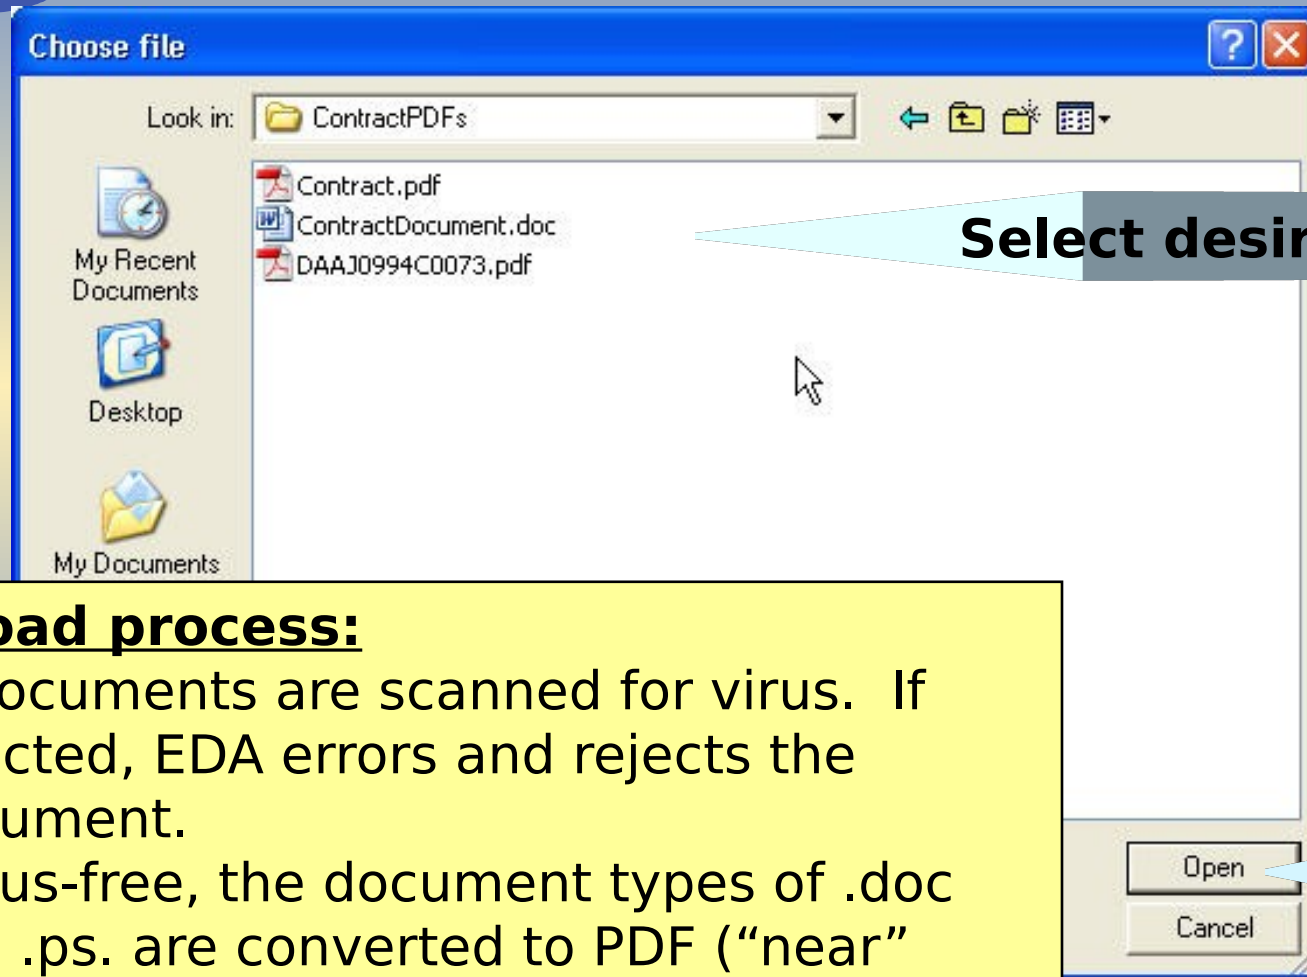 Choose file
Look in: ContractPDFs
Contract.pdf
ContractDocument.doc
DAAJ0994C0073.pdf
Select desir
My Recent
Documents
Desktop
My Documents
oad process:
ocuments are scanned for virus. If
cted, EDA errors and rejects the
ument.
us-free, the document types of .doc
.ps. are converted to PDF (“near”
Open
Cancel